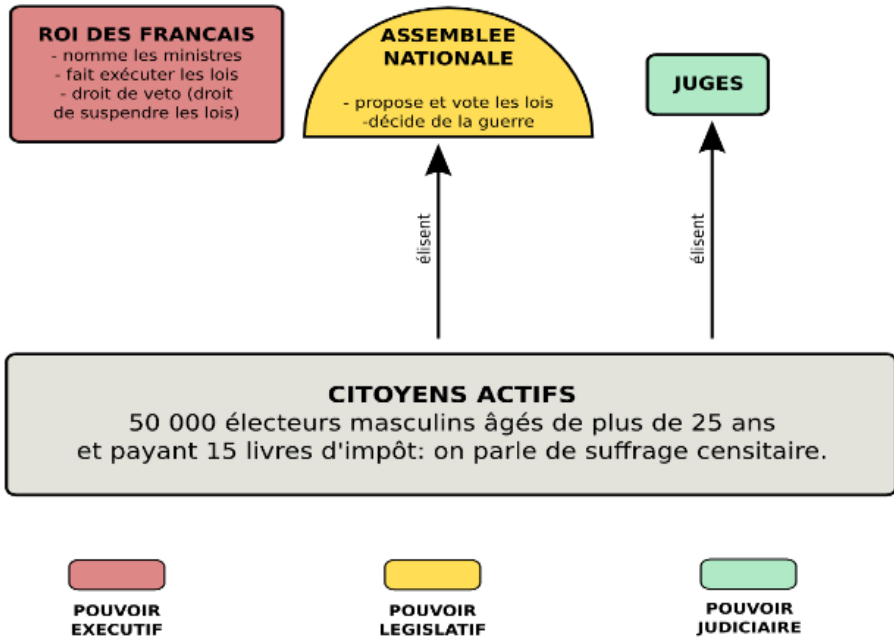 ROI DES FRANCAIS
- nomme les ministres
- fait exécuter les lois
- droit de veto (droit
de suspendre les lois)
ASSEMBLEE
NATIONALE
- propose et vote les lois
-décide de la guerre
JUGES
élisent
élisent
CITOYENS ACTIFS
50 000 électeurs masculins âgés de plus de 25 ans
et payant 15 livres d'impôt: on parle de suffrage censitaire.
POUVOIR
EXECUTIF
POUVOIR
LEGISLATIF
POUVOIR
JUDICIAIRE